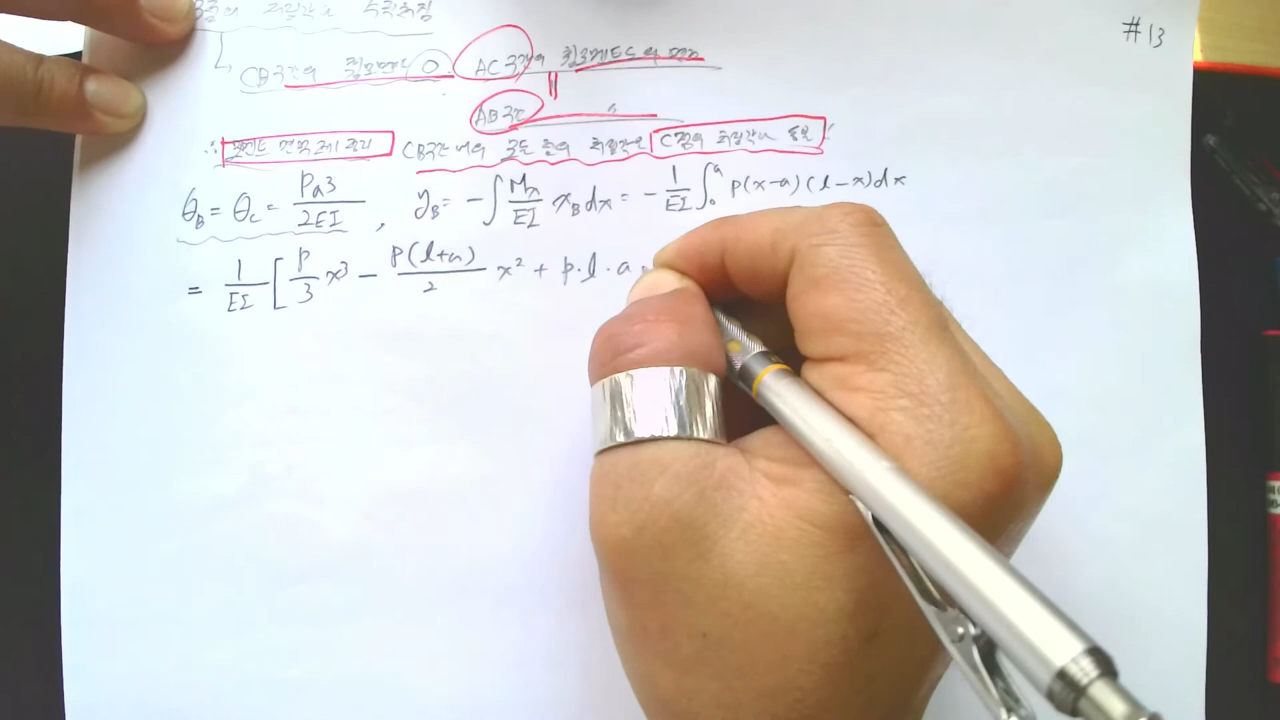 #13
CB구간의 휨모멘트 0. AC구간의 휨모멘트의 면적
AB구간
∴ 모멘트 면적 제1정리 CB구간 내의 모든 점의 처짐각은 C점의 처짐각과 동일!
θ_B = θ_C = Pa3/2EI , y_B = -∫ M_x/EI x_B dx = - 1/EI ∫_0^a P(x-a)(l-x)dx
= 1/EI [ P/3 x³ - P(l+a)/2 x² + P·l·a